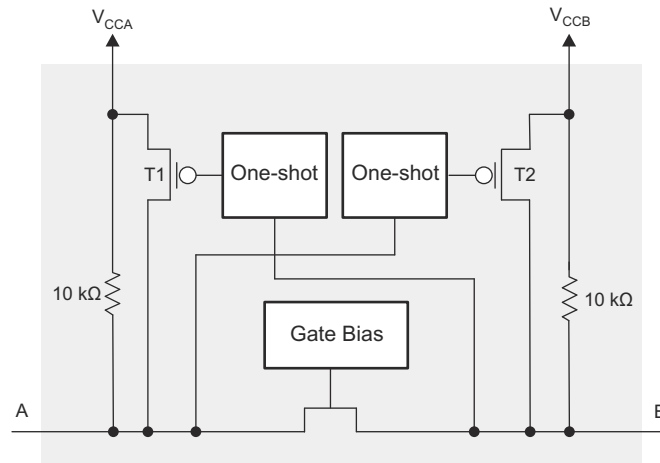 V_CCA
V_CCB
T1
One-shot
One-shot
T2
10 kΩ
10 kΩ
Gate Bias
A
B